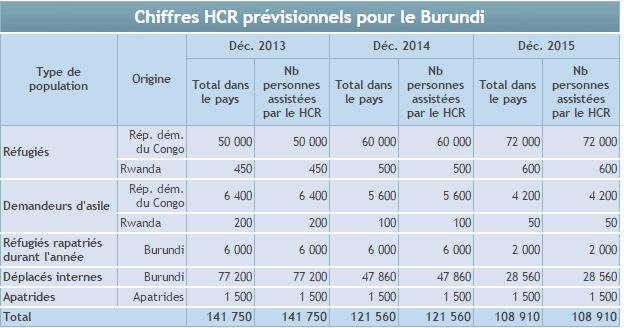 Chiffres HCR prévisionnels pour le Burundi
Type de population Origine Déc. 2013 Déc. 2014 Déc. 2015
Total dans le pays Nb personnes assistées par le HCR Total dans le pays Nb personnes assistées par le HCR Total dans le pays Nb personnes assistées par le HCR
Réfugiés Rép. dém. du Congo 50 000 50 000 60 000 60 000 72 000 72 000
Rwanda 450 450 500 500 600 600
Demandeurs d'asile Rép. dém. du Congo 6 400 6 400 5 600 5 600 4 200 4 200
Rwanda 200 200 100 100 50 50
Réfugiés rapatriés durant l'année Burundi 6 000 6 000 6 000 6 000 2 000 2 000
Déplacés internes Burundi 77 200 77 200 47 860 47 860 28 560 28 560
Apatrides Apatrides 1 500 1 500 1 500 1 500 1 500 1 500
Total 141 750 141 750 121 560 121 560 108 910 108 910